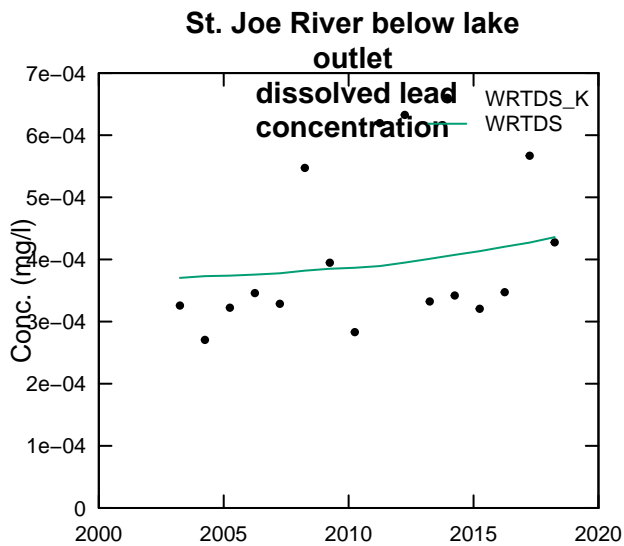 St. Joe River below lake
outlet
dissolved lead
concentration
WRTDS_K
WRTDS
Conc. (mg/l)
7e−04
6e−04
5e−04
4e−04
3e−04
2e−04
1e−04
0
2000 2005 2010 2015 2020